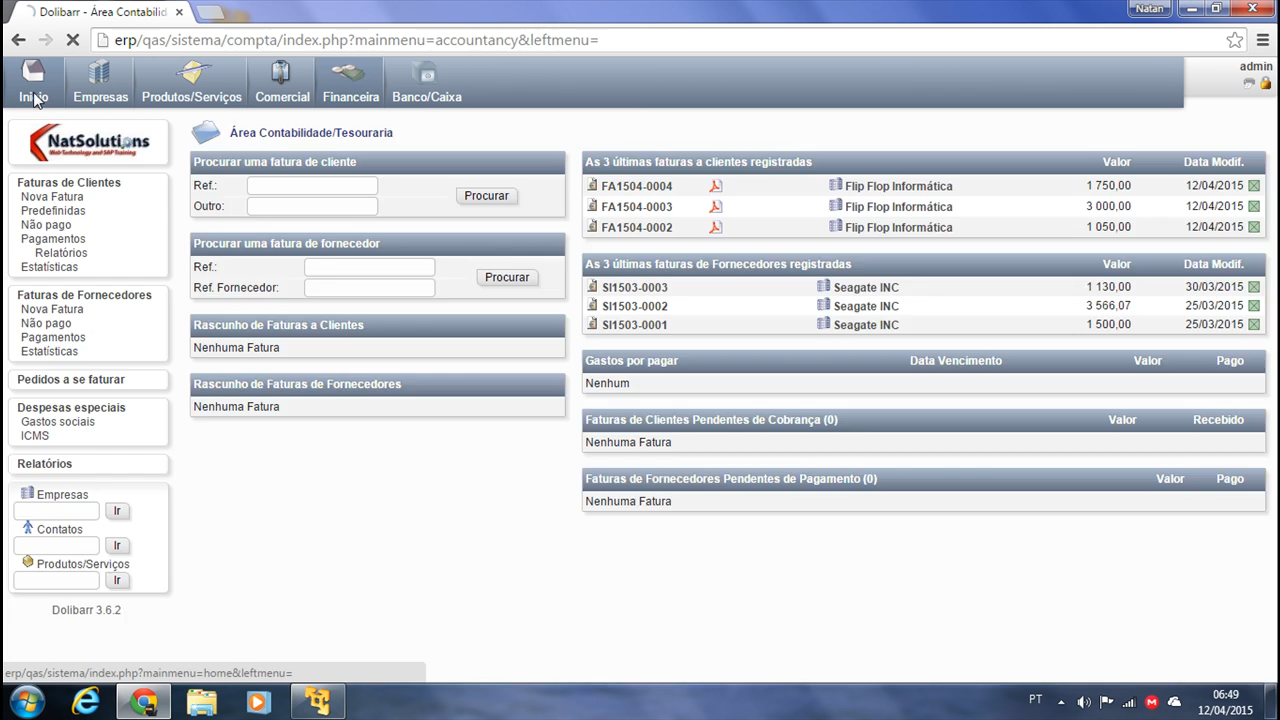 Dolibarr - Área Contabilid
Natan
erp/qas/sistema/compta/index.php?mainmenu=accountancy&leftmenu=
Início Empresas Produtos/Serviços Comercial Financeira Banco/Caixa
admin
NatSolutions
Web Technology and SAP Training
Faturas de Clientes
Nova Fatura
Predefinidas
Não pago
Pagamentos
Relatórios
Estatísticas
Faturas de Fornecedores
Nova Fatura
Não pago
Pagamentos
Estatísticas
Pedidos a se faturar
Despesas especiais
Gastos sociais
ICMS
Relatórios
Empresas
Ir
Contatos
Ir
Produtos/Serviços
Ir
Dolibarr 3.6.2
Área Contabilidade/Tesouraria
Procurar uma fatura de cliente
Ref.:
Procurar
Outro:
Procurar uma fatura de fornecedor
Ref.:
Procurar
Ref. Fornecedor:
Rascunho de Faturas a Clientes
Nenhuma Fatura
Rascunho de Faturas de Fornecedores
Nenhuma Fatura
As 3 últimas faturas a clientes registradas Valor Data Modif.
FA1504-0004 Flip Flop Informática 1 750,00 12/04/2015
FA1504-0003 Flip Flop Informática 3 000,00 12/04/2015
FA1504-0002 Flip Flop Informática 1 050,00 12/04/2015
As 3 últimas faturas de Fornecedores registradas Valor Data Modif.
SI1503-0003 Seagate INC 1 130,00 30/03/2015
SI1503-0002 Seagate INC 3 566,07 25/03/2015
SI1503-0001 Seagate INC 1 500,00 25/03/2015
Gastos por pagar Data Vencimento Valor Pago
Nenhum
Faturas de Clientes Pendentes de Cobrança (0) Valor Recebido
Nenhuma Fatura
Faturas de Fornecedores Pendentes de Pagamento (0) Valor Pago
Nenhuma Fatura
erp/qas/sistema/index.php?mainmenu=home&leftmenu=
PT
06:49
12/04/2015